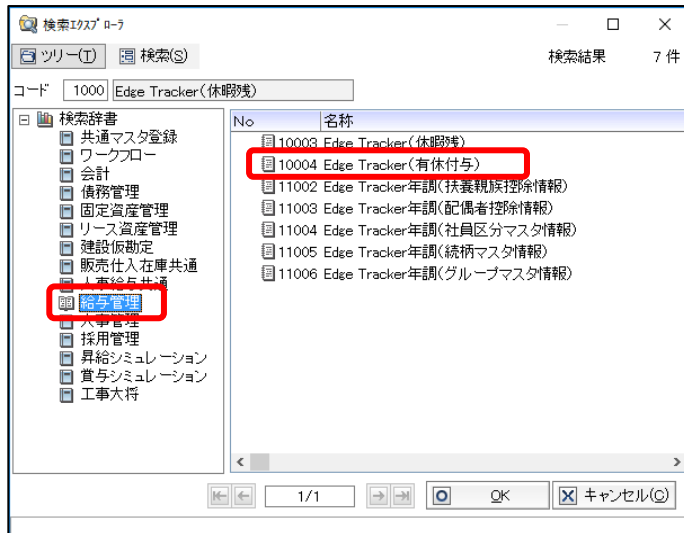 検索ｴｸｽﾌﾟﾛｰﾗ
ツリー(T) 検索(S) 検索結果 7 件
コード 1000 Edge Tracker(休暇残)
検索辞書
共通マスタ登録
ワークフロー
会計
債務管理
固定資産管理
リース資産管理
建設仮勘定
販売仕入在庫共通
人事給与共通
給与管理
人事管理
採用管理
昇給シミュレーション
賞与シミュレーション
工事大将
No 名称
10003 Edge Tracker(休暇残)
10004 Edge Tracker(有休付与)
11002 Edge Tracker年調(扶養親族控除情報)
11003 Edge Tracker年調(配偶者控除情報)
11004 Edge Tracker年調(社員区分マスタ情報)
11005 Edge Tracker年調(続柄マスタ情報)
11006 Edge Tracker年調(グループマスタ情報)
1/1 OK キャンセル(C)